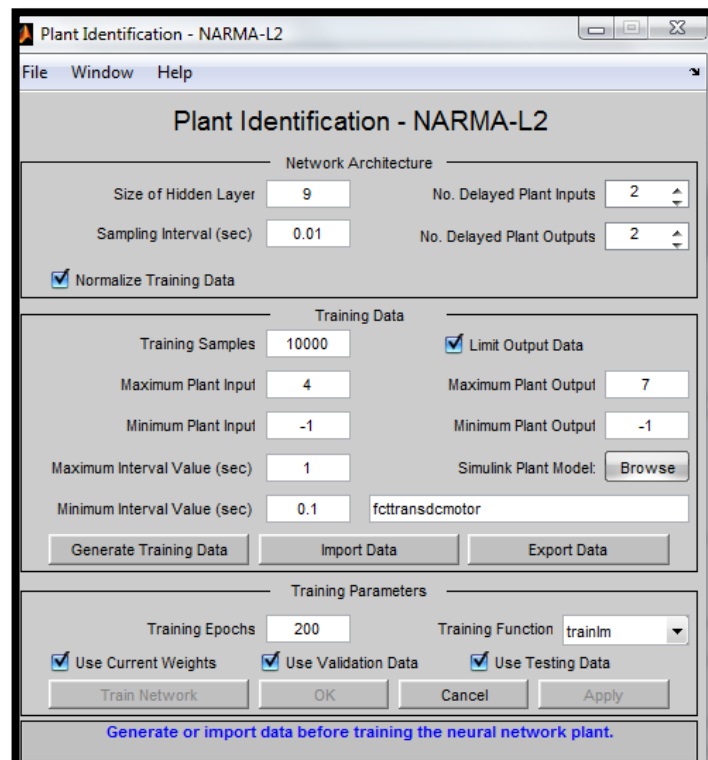 Plant Identification - NARMA-L2
File Window Help
Plant Identification - NARMA-L2
Network Architecture
Size of Hidden Layer 9 No. Delayed Plant Inputs 2
Sampling Interval (sec) 0.01 No. Delayed Plant Outputs 2
Normalize Training Data
Training Data
Training Samples 10000 Limit Output Data
Maximum Plant Input 4 Maximum Plant Output 7
Minimum Plant Input -1 Minimum Plant Output -1
Maximum Interval Value (sec) 1 Simulink Plant Model: Browse
Minimum Interval Value (sec) 0.1 fcttransdcmotor
Generate Training Data Import Data Export Data
Training Parameters
Training Epochs 200 Training Function trainlm
Use Current Weights Use Validation Data Use Testing Data
Train Network OK Cancel Apply
Generate or import data before training the neural network plant.